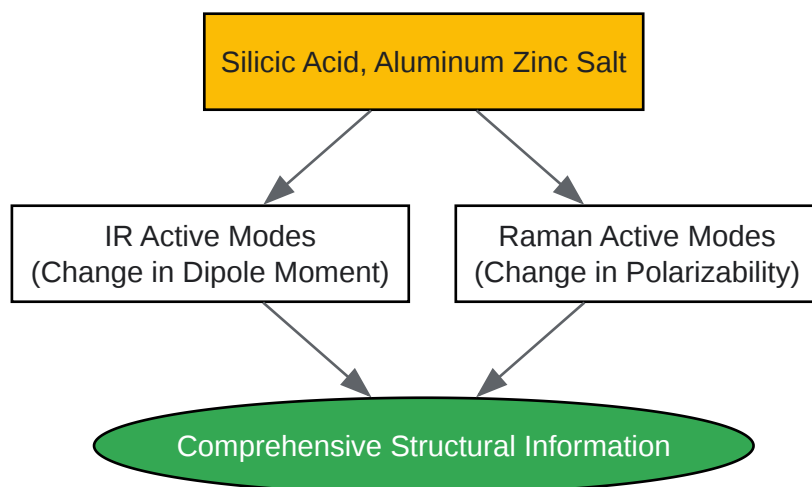 Silicic Acid, Aluminum Zinc Salt
IR Active Modes
(Change in Dipole Moment)
Raman Active Modes
(Change in Polarizability)
Comprehensive Structural Information